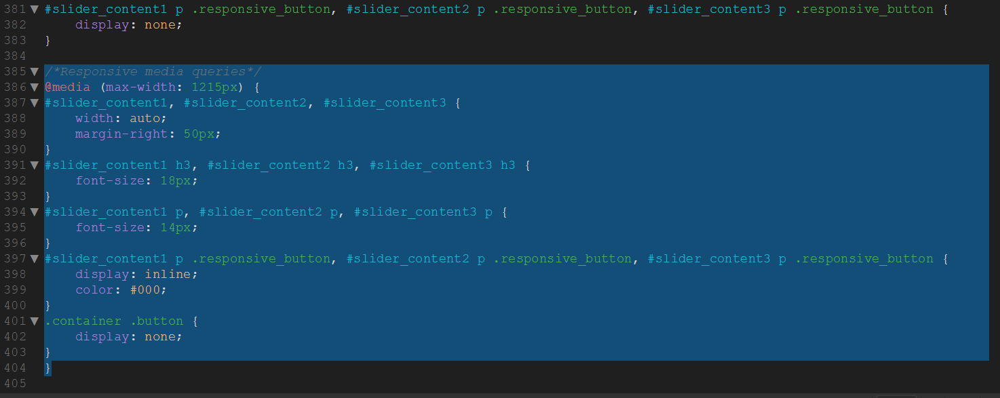 381 ▼ #slider_content1 p .responsive_button, #slider_content2 p .responsive_button, #slider_content3 p .responsive_button {
382     display: none;
383 }
384
385 ▼ /*Responsive media queries*/
386 ▼ @media (max-width: 1215px) {
387 ▼ #slider_content1, #slider_content2, #slider_content3 {
388     width: auto;
389     margin-right: 50px;
390 }
391 ▼ #slider_content1 h3, #slider_content2 h3, #slider_content3 h3 {
392     font-size: 18px;
393 }
394 ▼ #slider_content1 p, #slider_content2 p, #slider_content3 p {
395     font-size: 14px;
396 }
397 ▼ #slider_content1 p .responsive_button, #slider_content2 p .responsive_button, #slider_content3 p .responsive_button {
398     display: inline;
399     color: #000;
400 }
401 ▼ .container .button {
402     display: none;
403 }
404 }
405